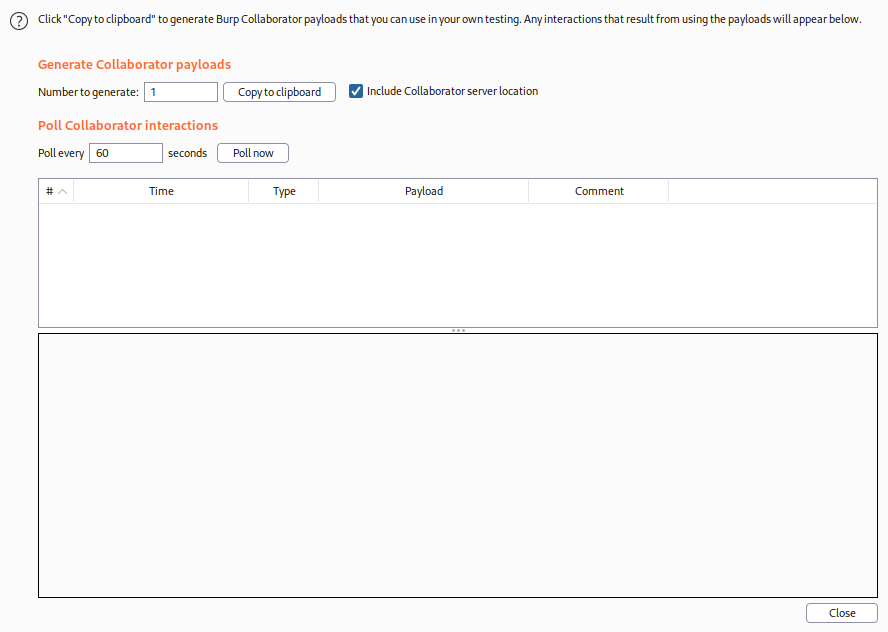 Click "Copy to clipboard" to generate Burp Collaborator payloads that you can use in your own testing. Any interactions that result from using the payloads will appear below.
Generate Collaborator payloads
Number to generate: 1 Copy to clipboard Include Collaborator server location
Poll Collaborator interactions
Poll every 60 seconds Poll now
# Time Type Payload Comment
Close